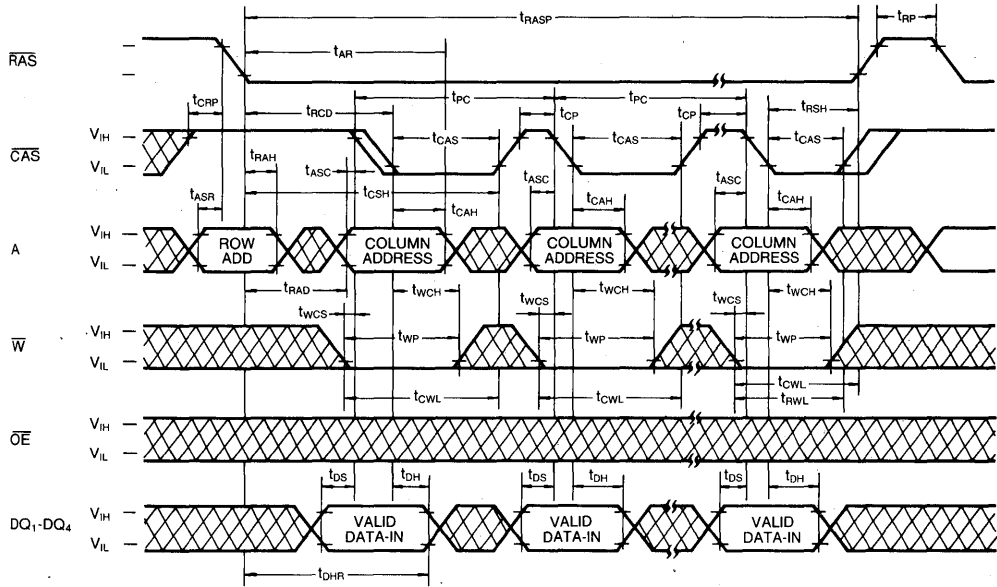 tRASP
tRP
RAS
tAR
tCRP
tRCD
tPC
tCP
tPC
tCP
tRSH
CAS
VIH
VIL
tCAS
tCAS
tCAS
tRAH
tASC
tCSH
tASC
tASC
tASR
tCAH
tCAH
tCAH
A
VIH
VIL
ROW
ADD
COLUMN
ADDRESS
COLUMN
ADDRESS
COLUMN
ADDRESS
tRAD
tWCH
tWCH
tWCH
tWCS
tWCS
tWCS
W
VIH
VIL
tWP
tWP
tWP
tCWL
tCWL
tCWL
tRWL
OE
VIH
VIL
tDS
tDH
tDS
tDH
tDS
tDH
DQ1-DQ4
VIH
VIL
VALID
DATA-IN
VALID
DATA-IN
VALID
DATA-IN
tDHR